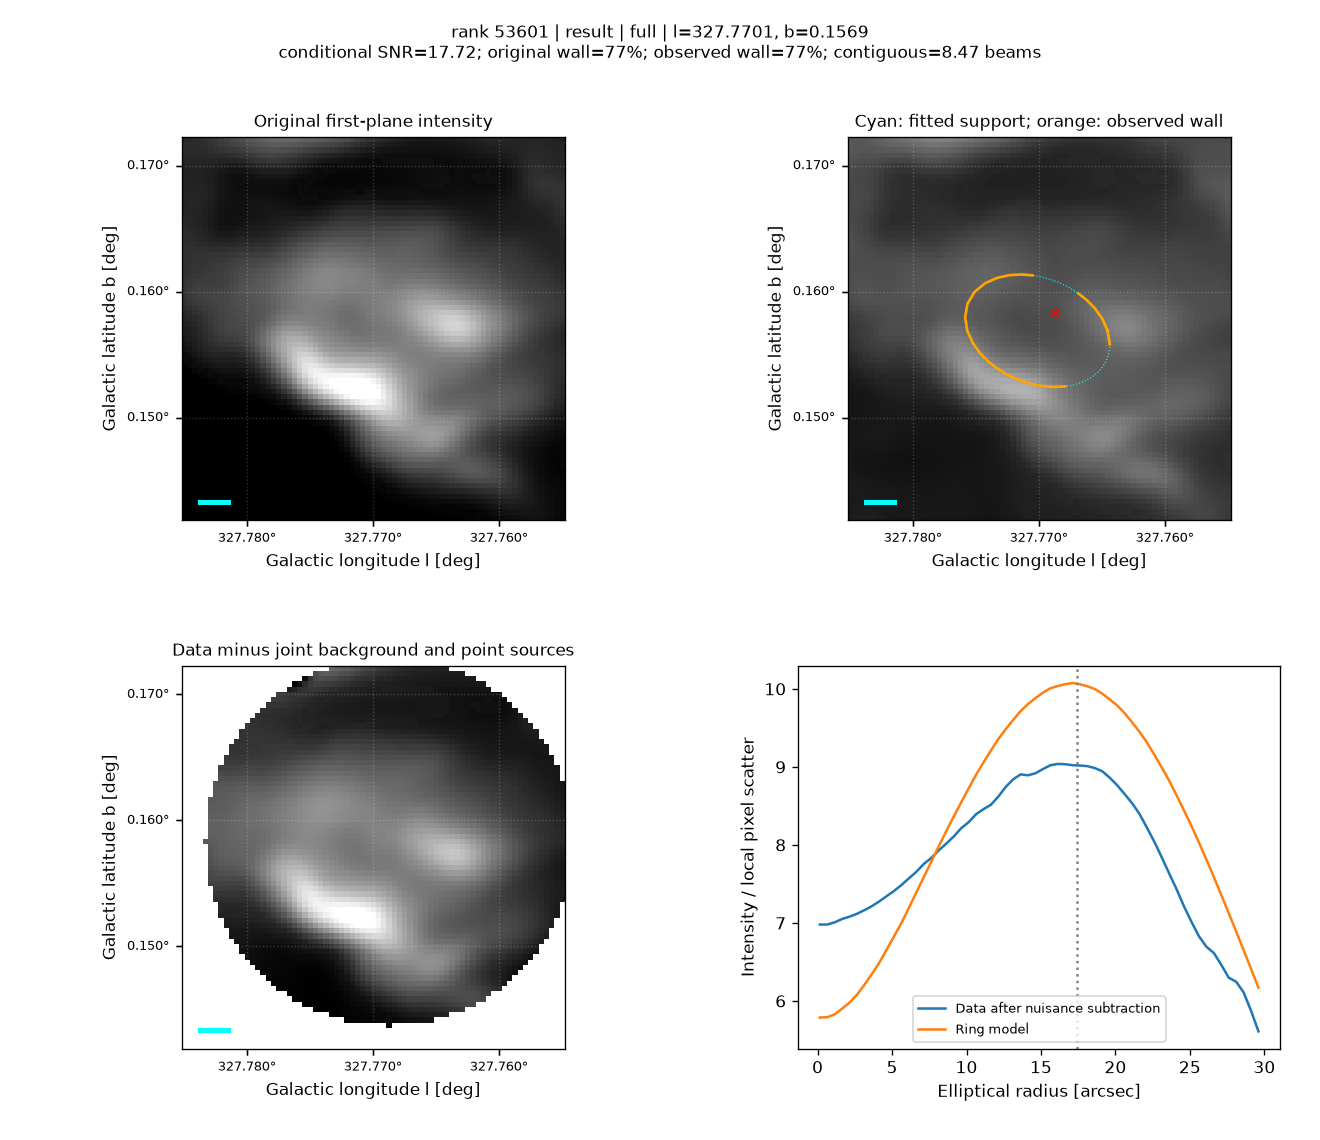 rank 53601 | result | full | l=327.7701, b=0.1569
conditional SNR=17.72; original wall=77%; observed wall=77%; contiguous=8.47 beams
Original first-plane intensity
0.170°
0.160°
0.150°
Galactic latitude b [deg]
327.780°
327.770°
327.760°
Galactic longitude l [deg]
Cyan: fitted support; orange: observed wall
0.170°
0.160°
0.150°
Galactic latitude b [deg]
327.780°
327.770°
327.760°
Galactic longitude l [deg]
Data minus joint background and point sources
0.170°
0.160°
0.150°
Galactic latitude b [deg]
327.780°
327.770°
327.760°
Galactic longitude l [deg]
10
9
8
7
6
Intensity / local pixel scatter
Data after nuisance subtraction
Ring model
0
5
10
15
20
25
30
Elliptical radius [arcsec]